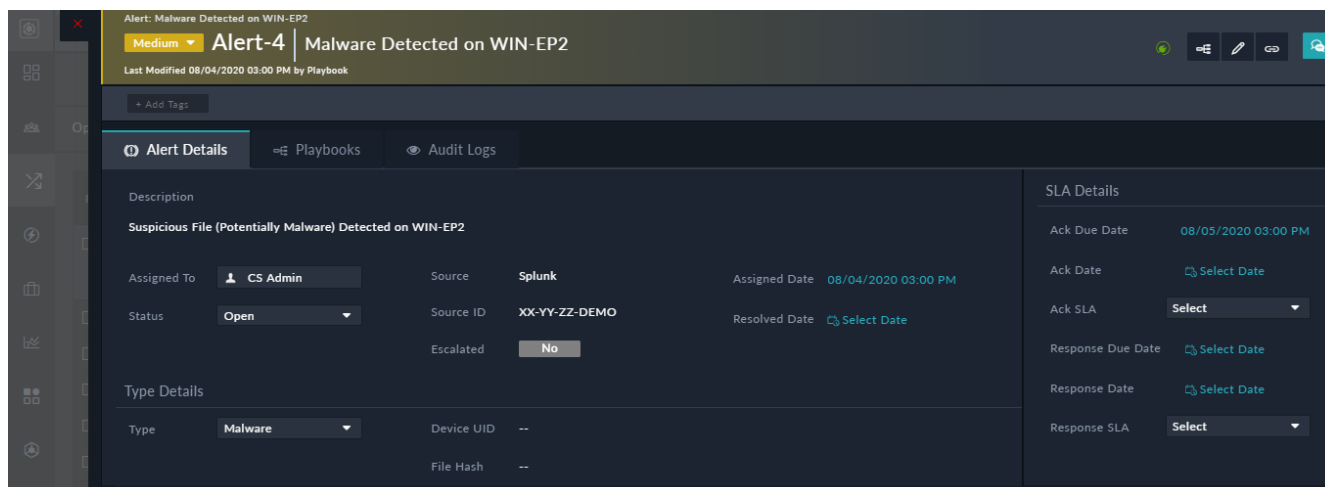 Alert: Malware Detected on WIN-EP2
Medium Alert-4 Malware Detected on WIN-EP2
Last Modified 08/04/2020 03:00 PM by Playbook
+ Add Tags
Op
Alert Details Playbooks Audit Logs
Description
Suspicious File (Potentially Malware) Detected on WIN-EP2
Assigned To CS Admin Source Splunk Assigned Date 08/04/2020 03:00 PM
Status Open Source ID XX-YY-ZZ-DEMO Resolved Date Select Date
Escalated No
Type Details
Type Malware Device UID --
File Hash --
SLA Details
Ack Due Date 08/05/2020 03:00 PM
Ack Date Select Date
Ack SLA Select
Response Due Date Select Date
Response Date Select Date
Response SLA Select